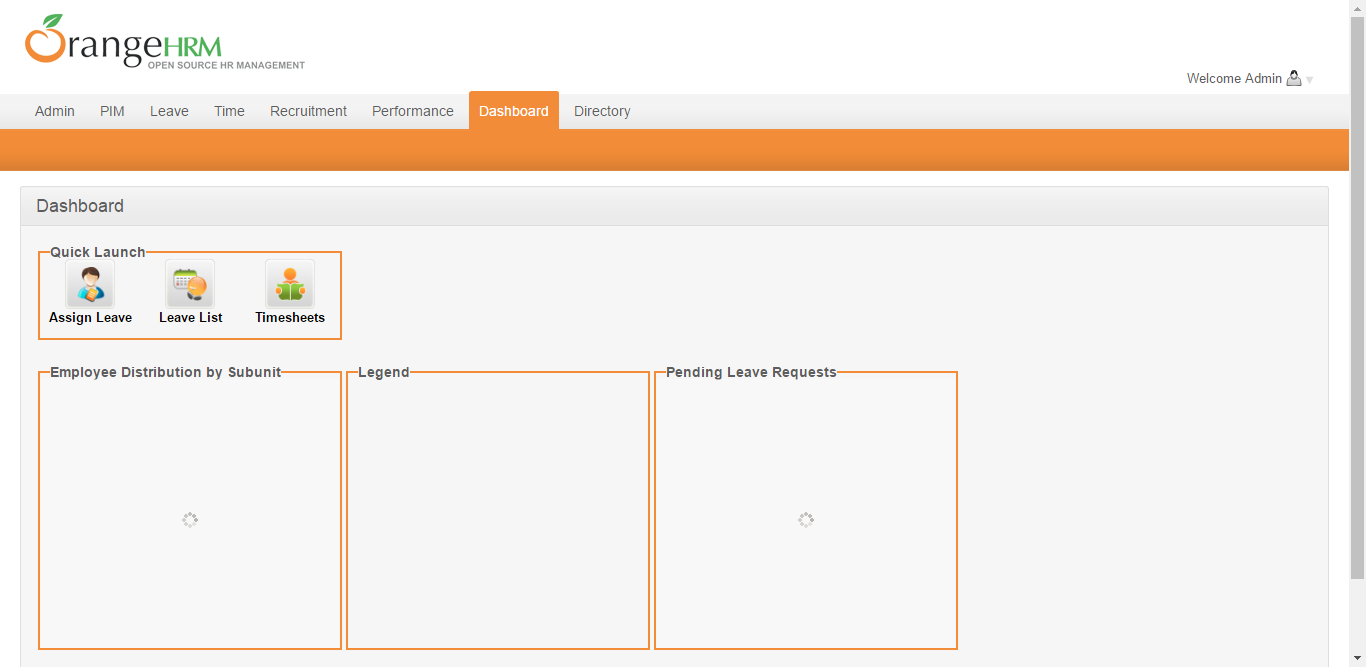 OrangeHRM
OPEN SOURCE HR MANAGEMENT
Welcome Admin
Admin PIM Leave Time Recruitment Performance Dashboard Directory
Dashboard
Quick Launch
Assign Leave Leave List Timesheets
Employee Distribution by Subunit Legend Pending Leave Requests